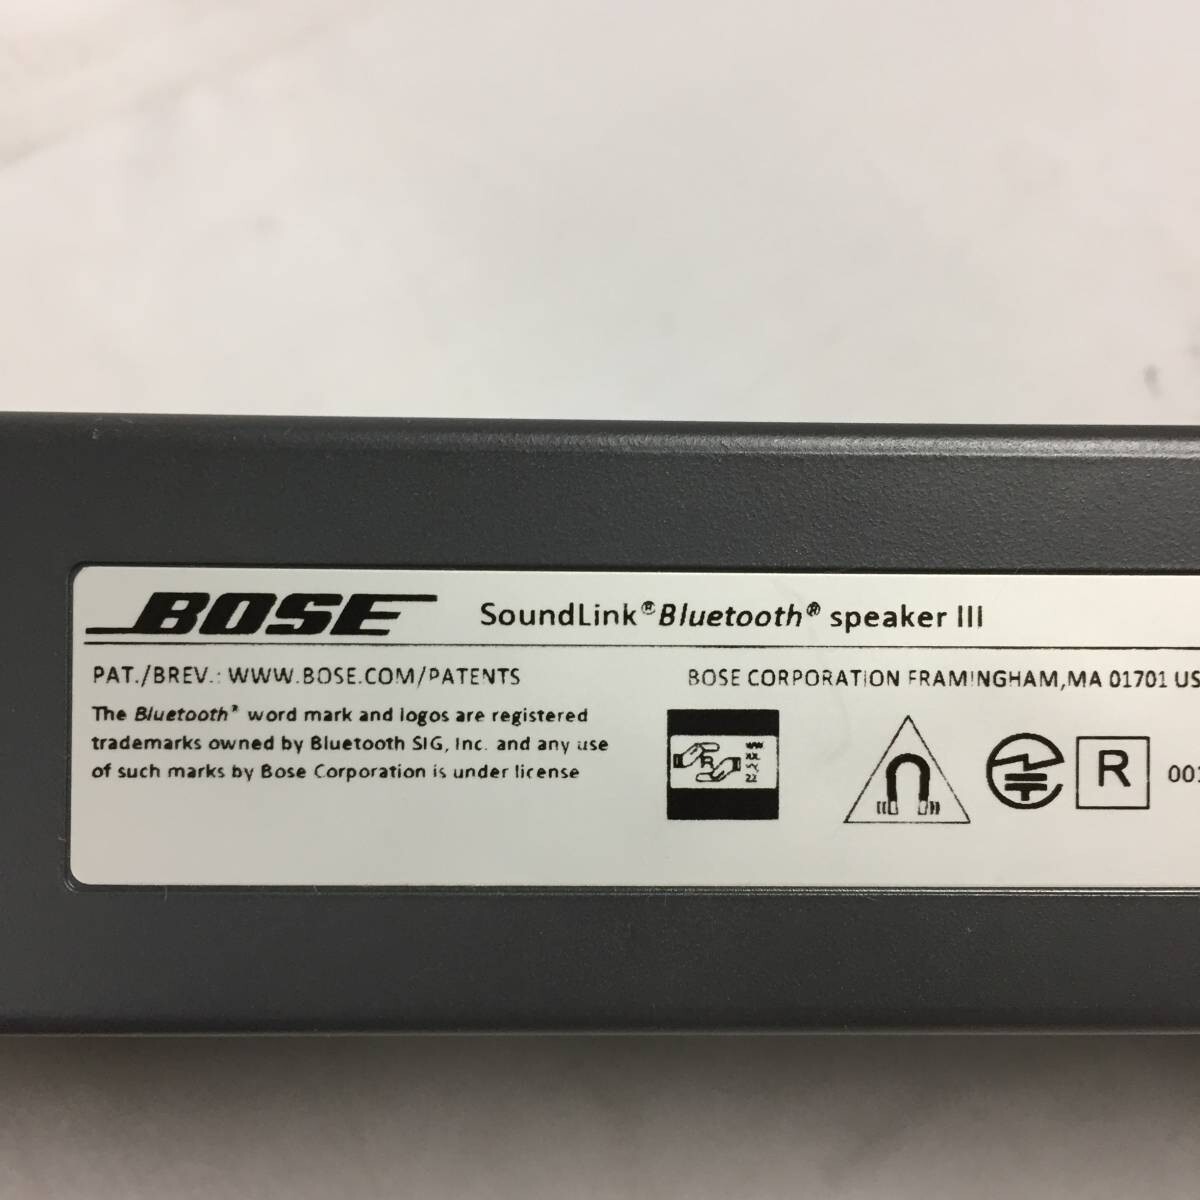 BOSE SoundLink® Bluetooth® speaker III
PAT./BREV.: WWW.BOSE.COM/PATENTS
BOSE CORPORATION FRAMINGHAM,MA 01701 US
The Bluetooth® word mark and logos are registered
trademarks owned by Bluetooth SIG, Inc. and any use
of such marks by Bose Corporation is under license
R
R 001